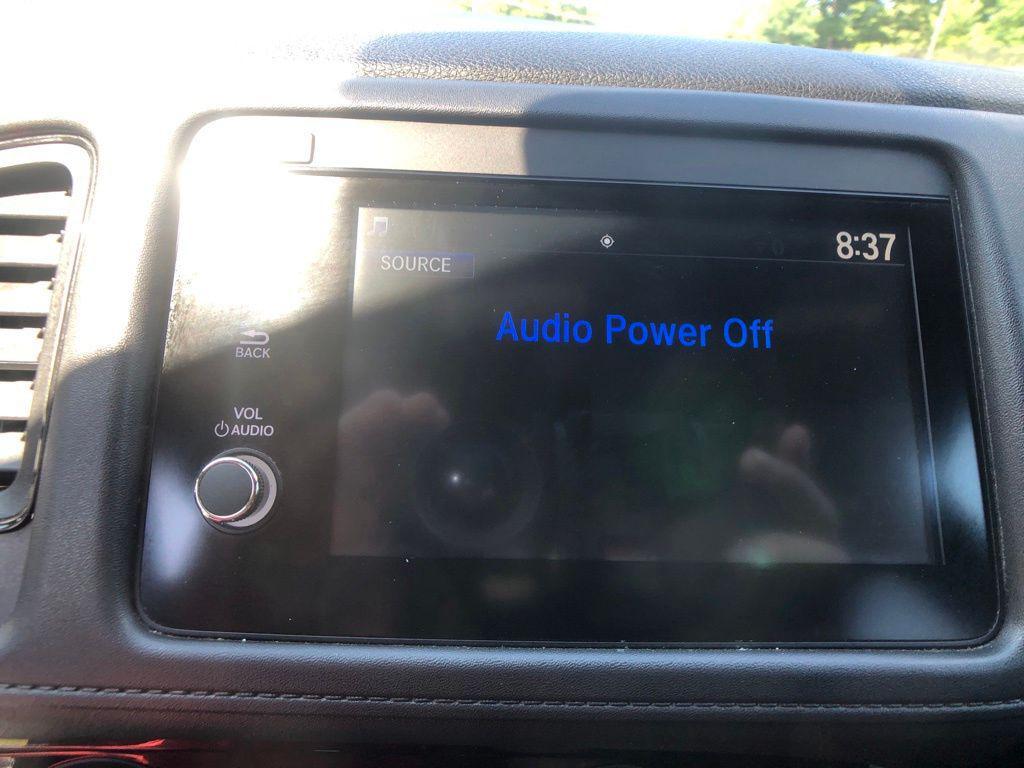 8:37
SOURCE
Audio Power Off
BACK
VOL
AUDIO